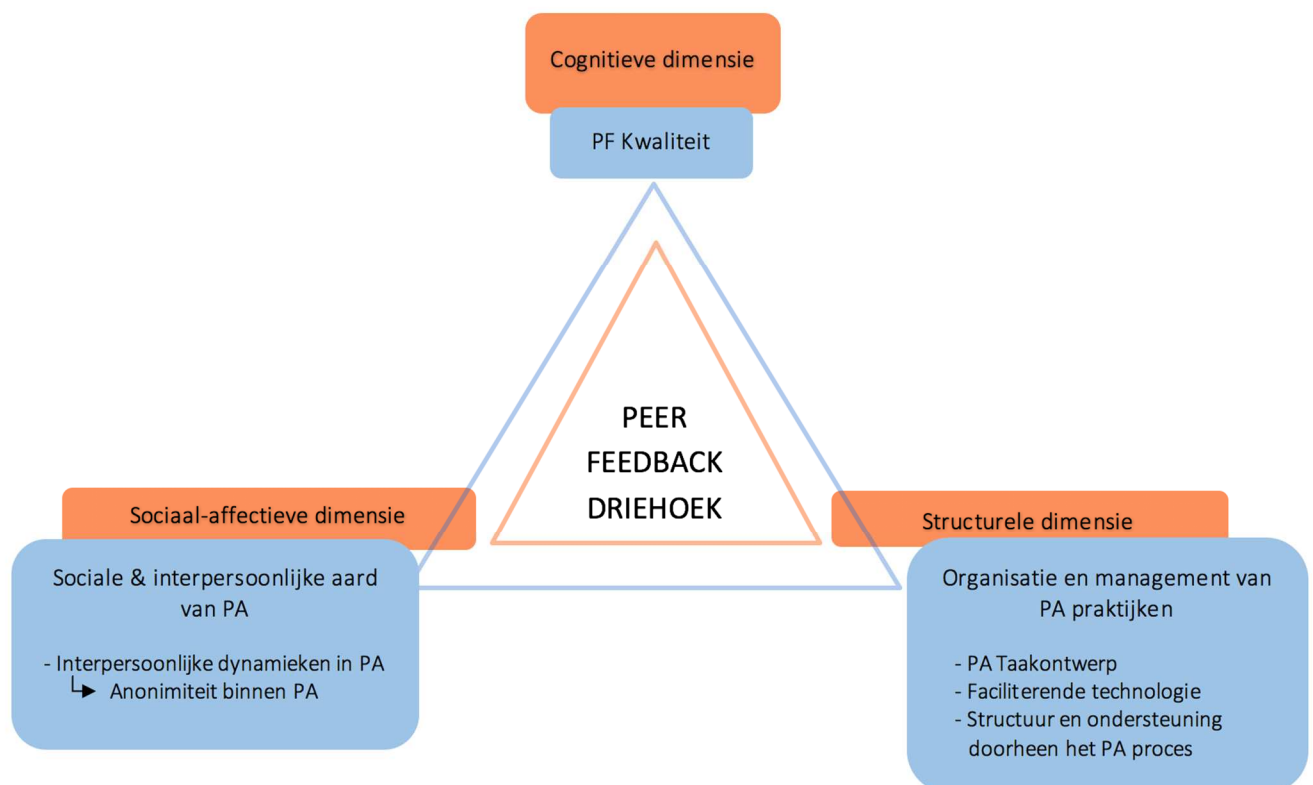 Cognitieve dimensie
PF Kwaliteit
PEER
FEEDBACK
DRIEHOEK
Sociaal-affectieve dimensie
Sociale & interpersoonlijke aard
van PA
- Interpersoonlijke dynamieken in PA
Anonimiteit binnen PA
Structurele dimensie
Organisatie en management van
PA praktijken
- PA Taakontwerp
- Faciliterende technologie
- Structuur en ondersteuning
doorheen het PA proces